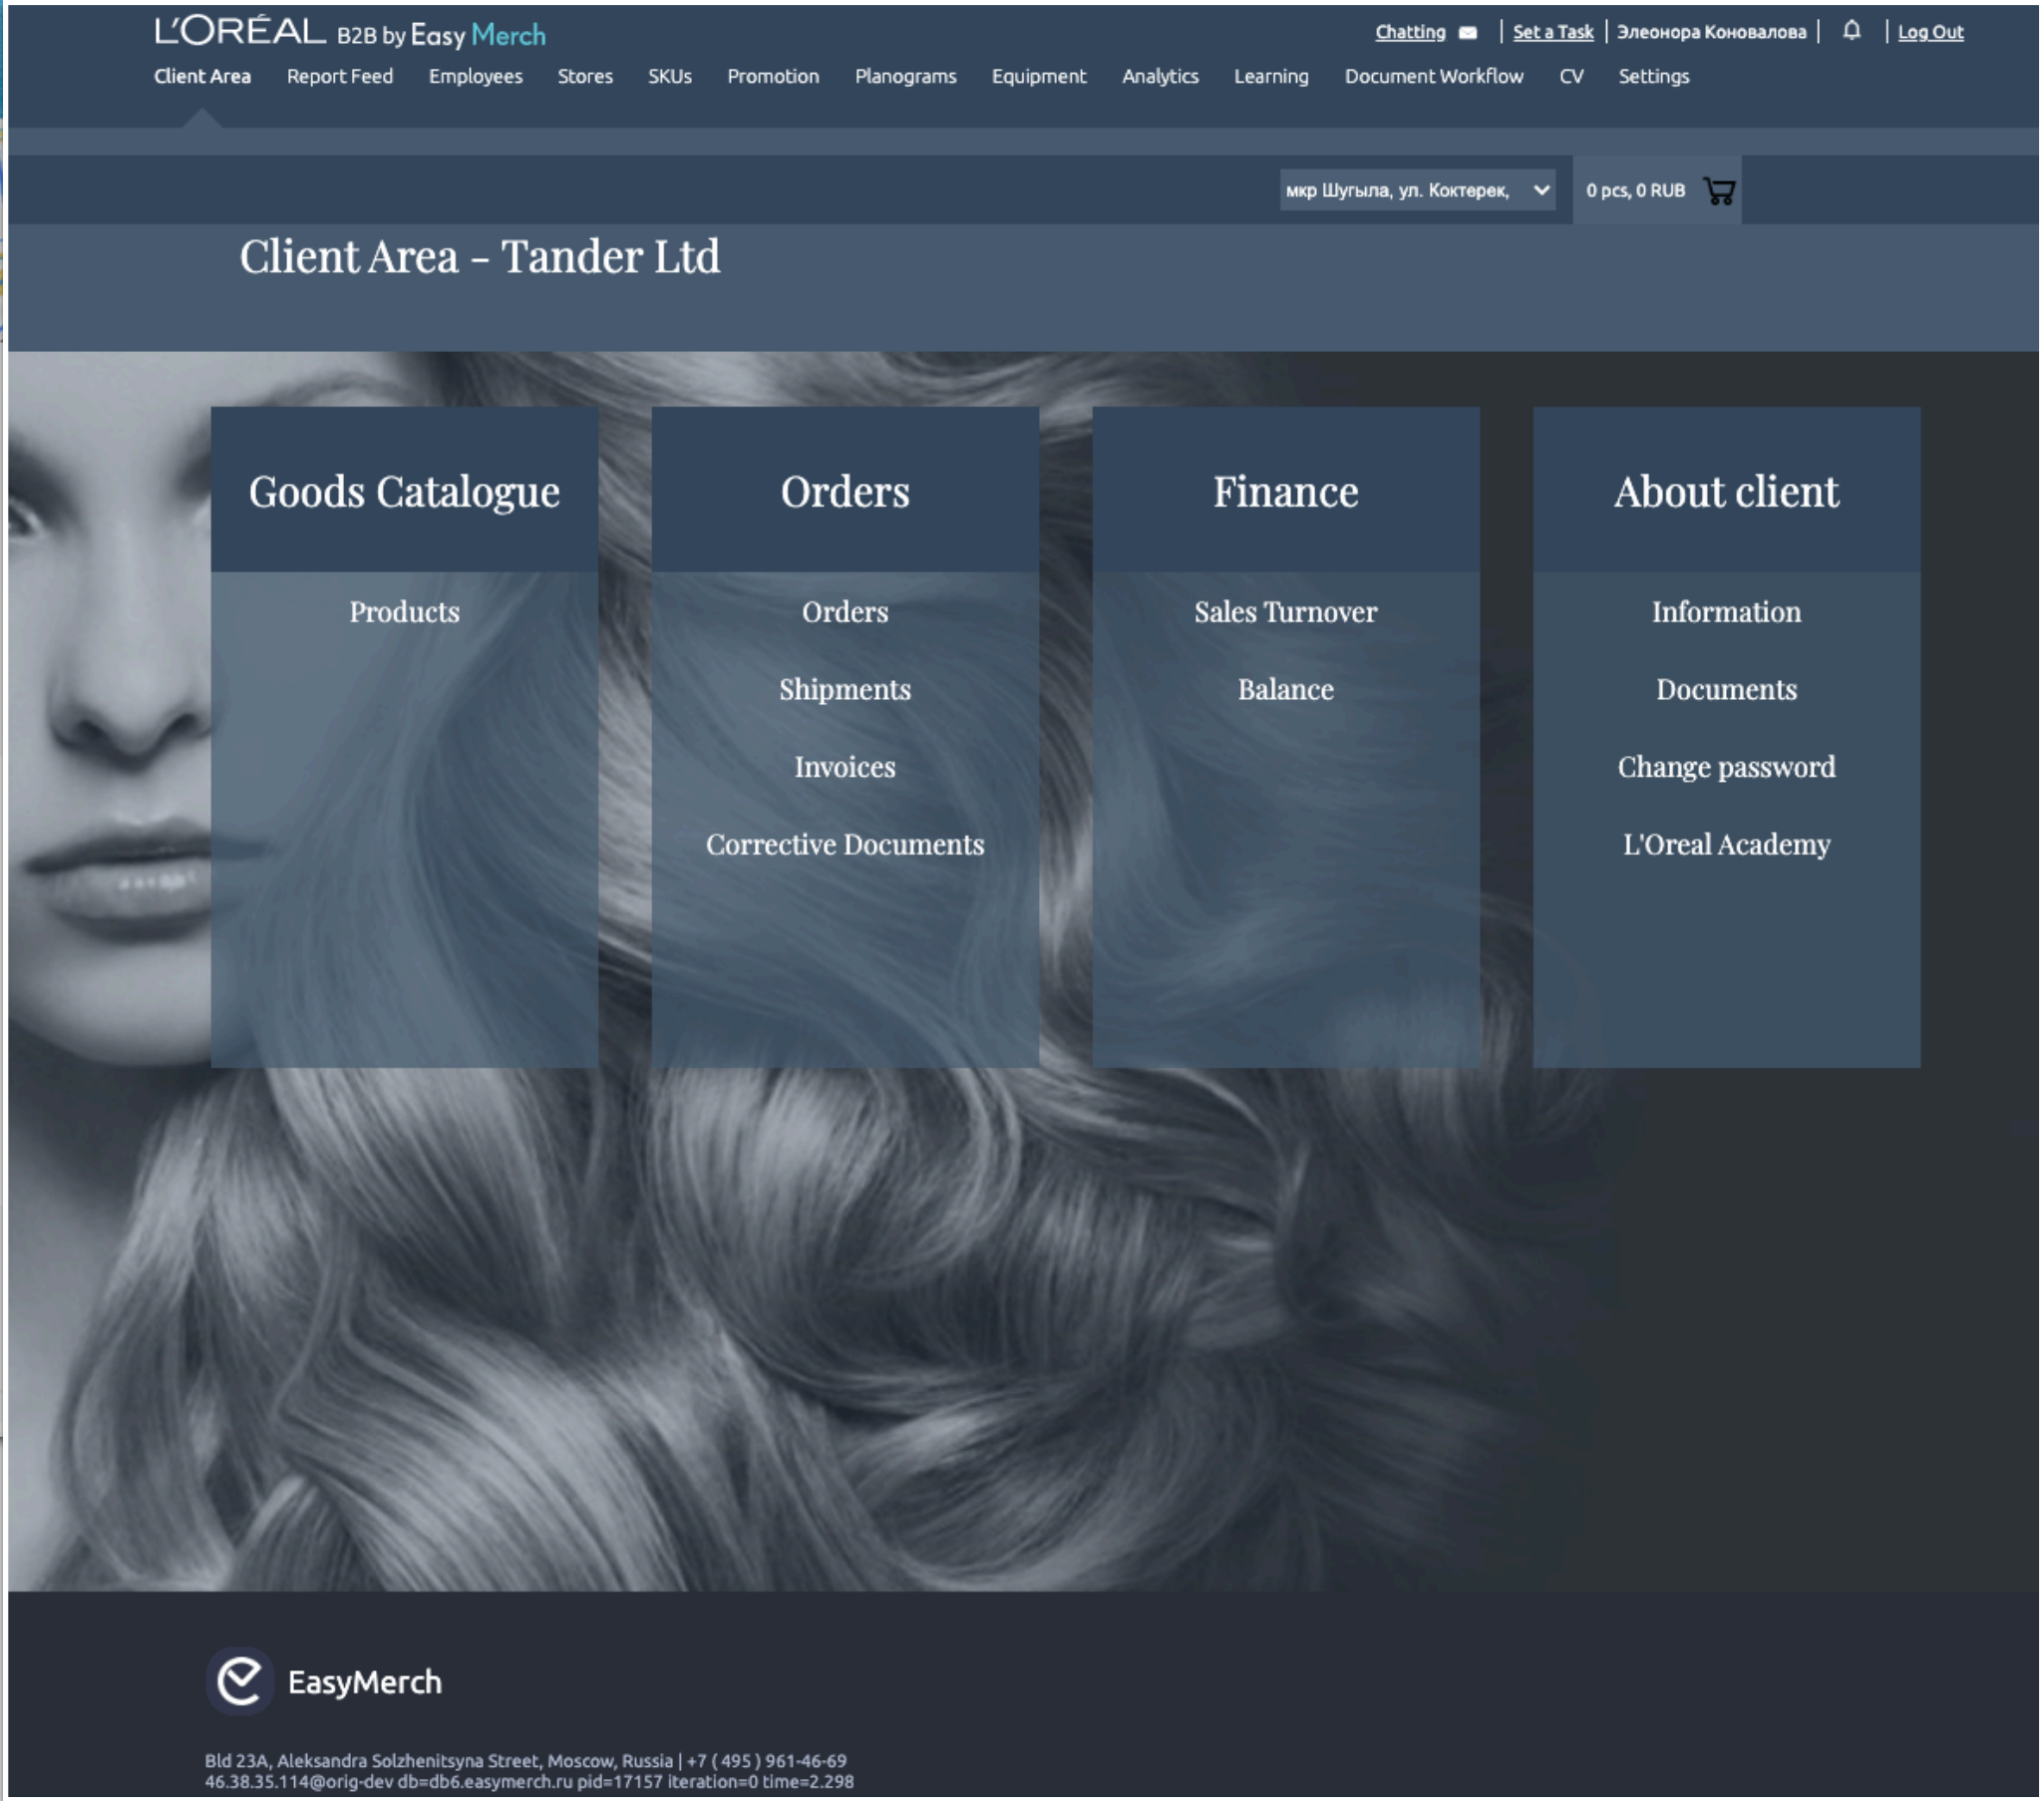 L'ORÉAL B2B by Easy Merch
Chatting | Set a Task | Элеонора Коновалова | | Log Out
Client Area Report Feed Employees Stores SKUs Promotion Planograms Equipment Analytics Learning Document Workflow CV Settings
мкр Шугыла, ул. Коктерек, 0 pcs, 0 RUB
Client Area - Tander Ltd
Goods Catalogue
Products
Orders
Orders
Shipments
Invoices
Corrective Documents
Finance
Sales Turnover
Balance
About client
Information
Documents
Change password
L'Oreal Academy
EasyMerch
Bld 23A, Aleksandra Solzhenitsyna Street, Moscow, Russia | +7 ( 495 ) 961-46-69
46.38.35.114@orig-dev db=db6.easymerch.ru pid=17157 iteration=0 time=2.298